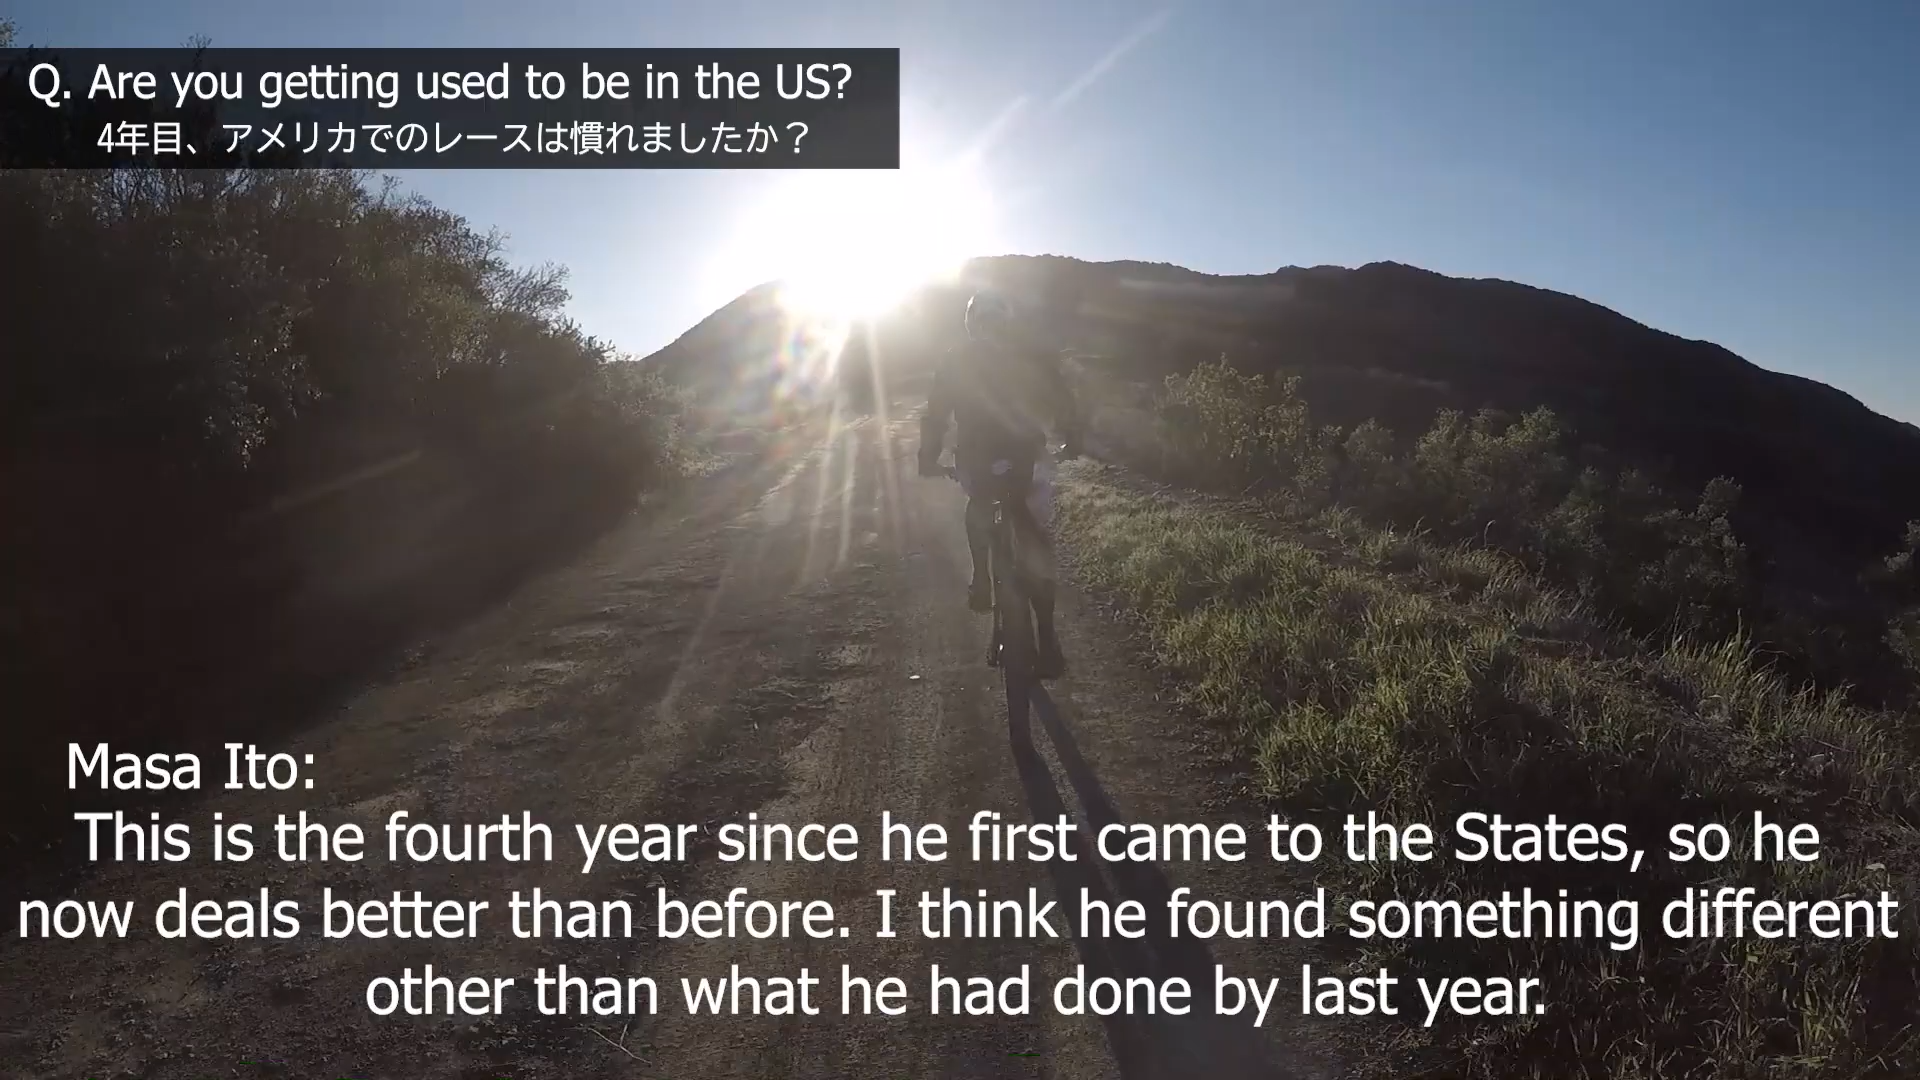 Q. Are you getting used to be in the US?
4年目、アメリカでのレースは慣れましたか？
Masa Ito:
This is the fourth year since he first came to the States, so he
now deals better than before. I think he found something different
other than what he had done by last year.